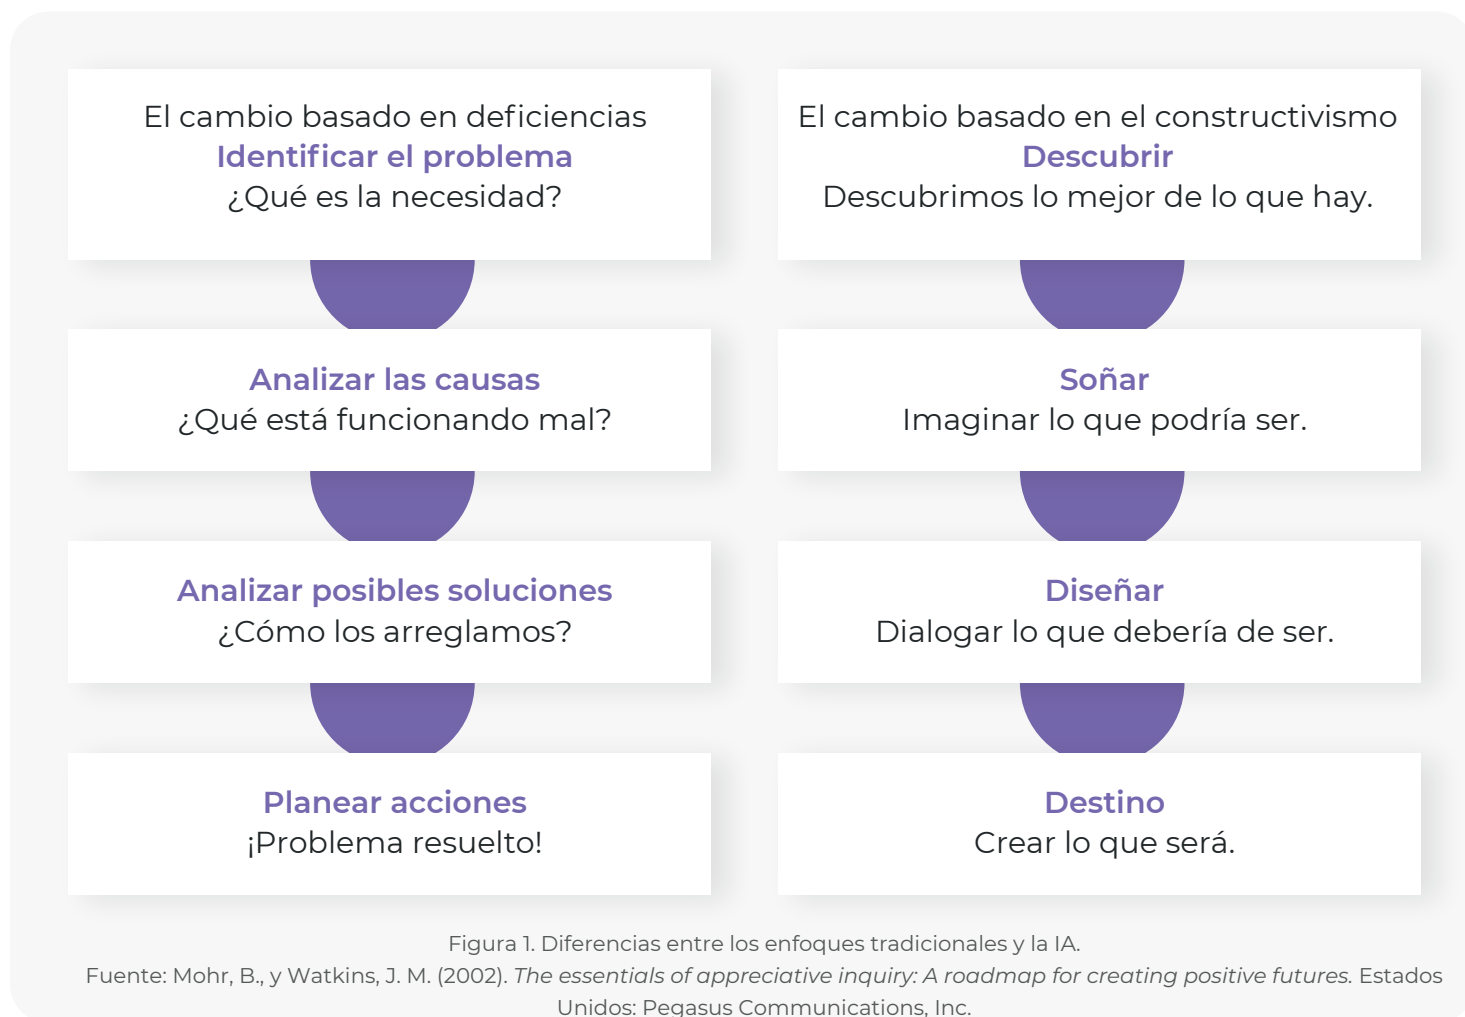 El cambio basado en deficiencias
Identificar el problema
¿Qué es la necesidad?
Analizar las causas
¿Qué está funcionando mal?
Analizar posibles soluciones
¿Cómo los arreglamos?
Planear acciones
¡Problema resuelto!
El cambio basado en el constructivismo
Descubrir
Descubrimos lo mejor de lo que hay.
Soñar
Imaginar lo que podría ser.
Diseñar
Dialogar lo que debería de ser.
Destino
Crear lo que será.
Figura 1. Diferencias entre los enfoques tradicionales y la IA.
Fuente: Mohr, B., y Watkins, J. M. (2002). The essentials of appreciative inquiry: A roadmap for creating positive futures. Estados
Unidos: Pegasus Communications, Inc.